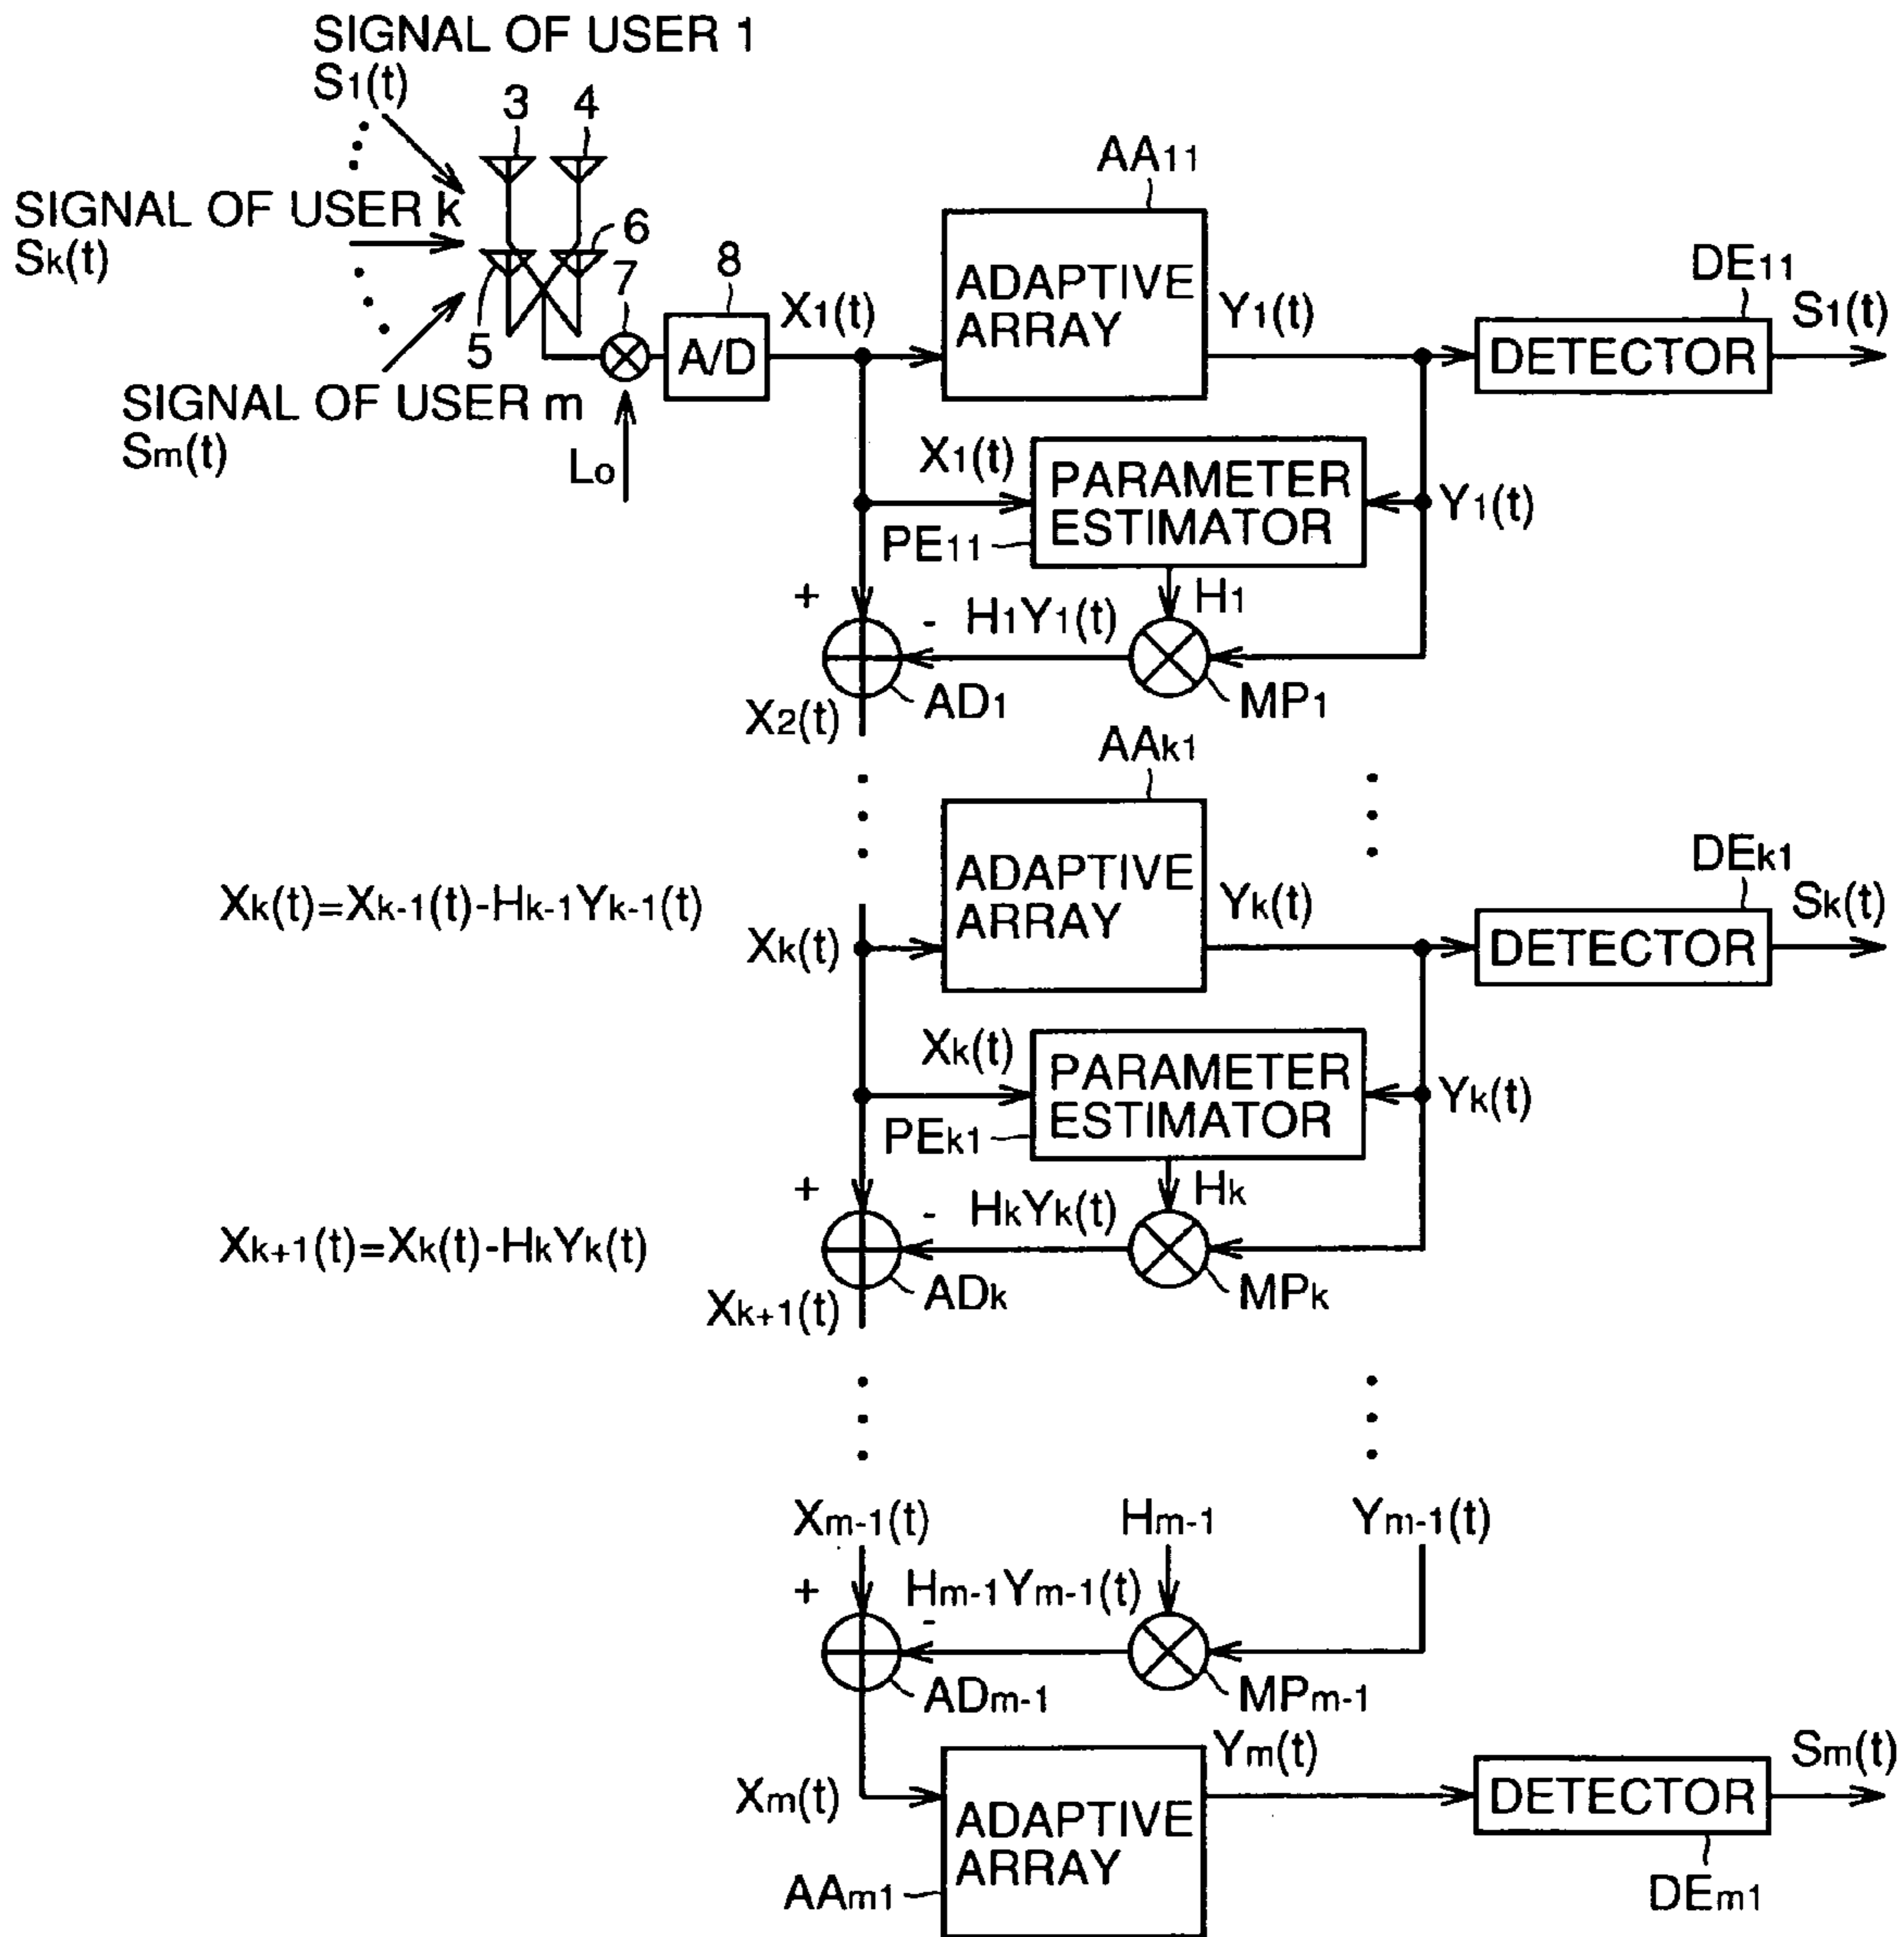 SIGNAL OF USER 1
S1(t)
3
4
AA11
SIGNAL OF USER k
Sk(t)
6
5
7
8
X1(t)
ADAPTIVE
ARRAY
Y1(t)
DE11
S1(t)
A/D
DETECTOR
SIGNAL OF USER m
Sm(t)
Lo
X1(t)
PARAMETER
ESTIMATOR
Y1(t)
PE11
+
-
H1Y1(t)
H1
AD1
MP1
X2(t)
AAk1
ADAPTIVE
ARRAY
Yk(t)
DEk1
Sk(t)
Xk(t)=Xk-1(t)-Hk-1Yk-1(t)
Xk(t)
DETECTOR
Xk(t)
PARAMETER
ESTIMATOR
Yk(t)
PEk1
+
-
HkYk(t)
Hk
Xk+1(t)=Xk(t)-HkYk(t)
ADk
MPk
Xk+1(t)
Xm-1(t)
Hm-1
Ym-1(t)
+
Hm-1Ym-1(t)
-
ADm-1
MPm-1
Ym(t)
Sm(t)
Xm(t)
ADAPTIVE
ARRAY
DETECTOR
AAm1
DEm1